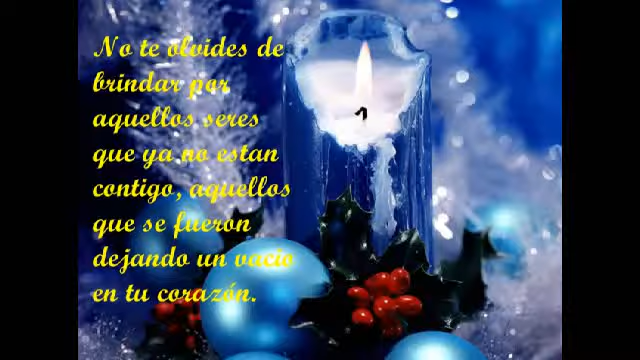 No te olvides de
brindar por
aquellos seres
que ya no estan
contigo, aquellos
que se fueron
dejando un vacio
en tu corazón.